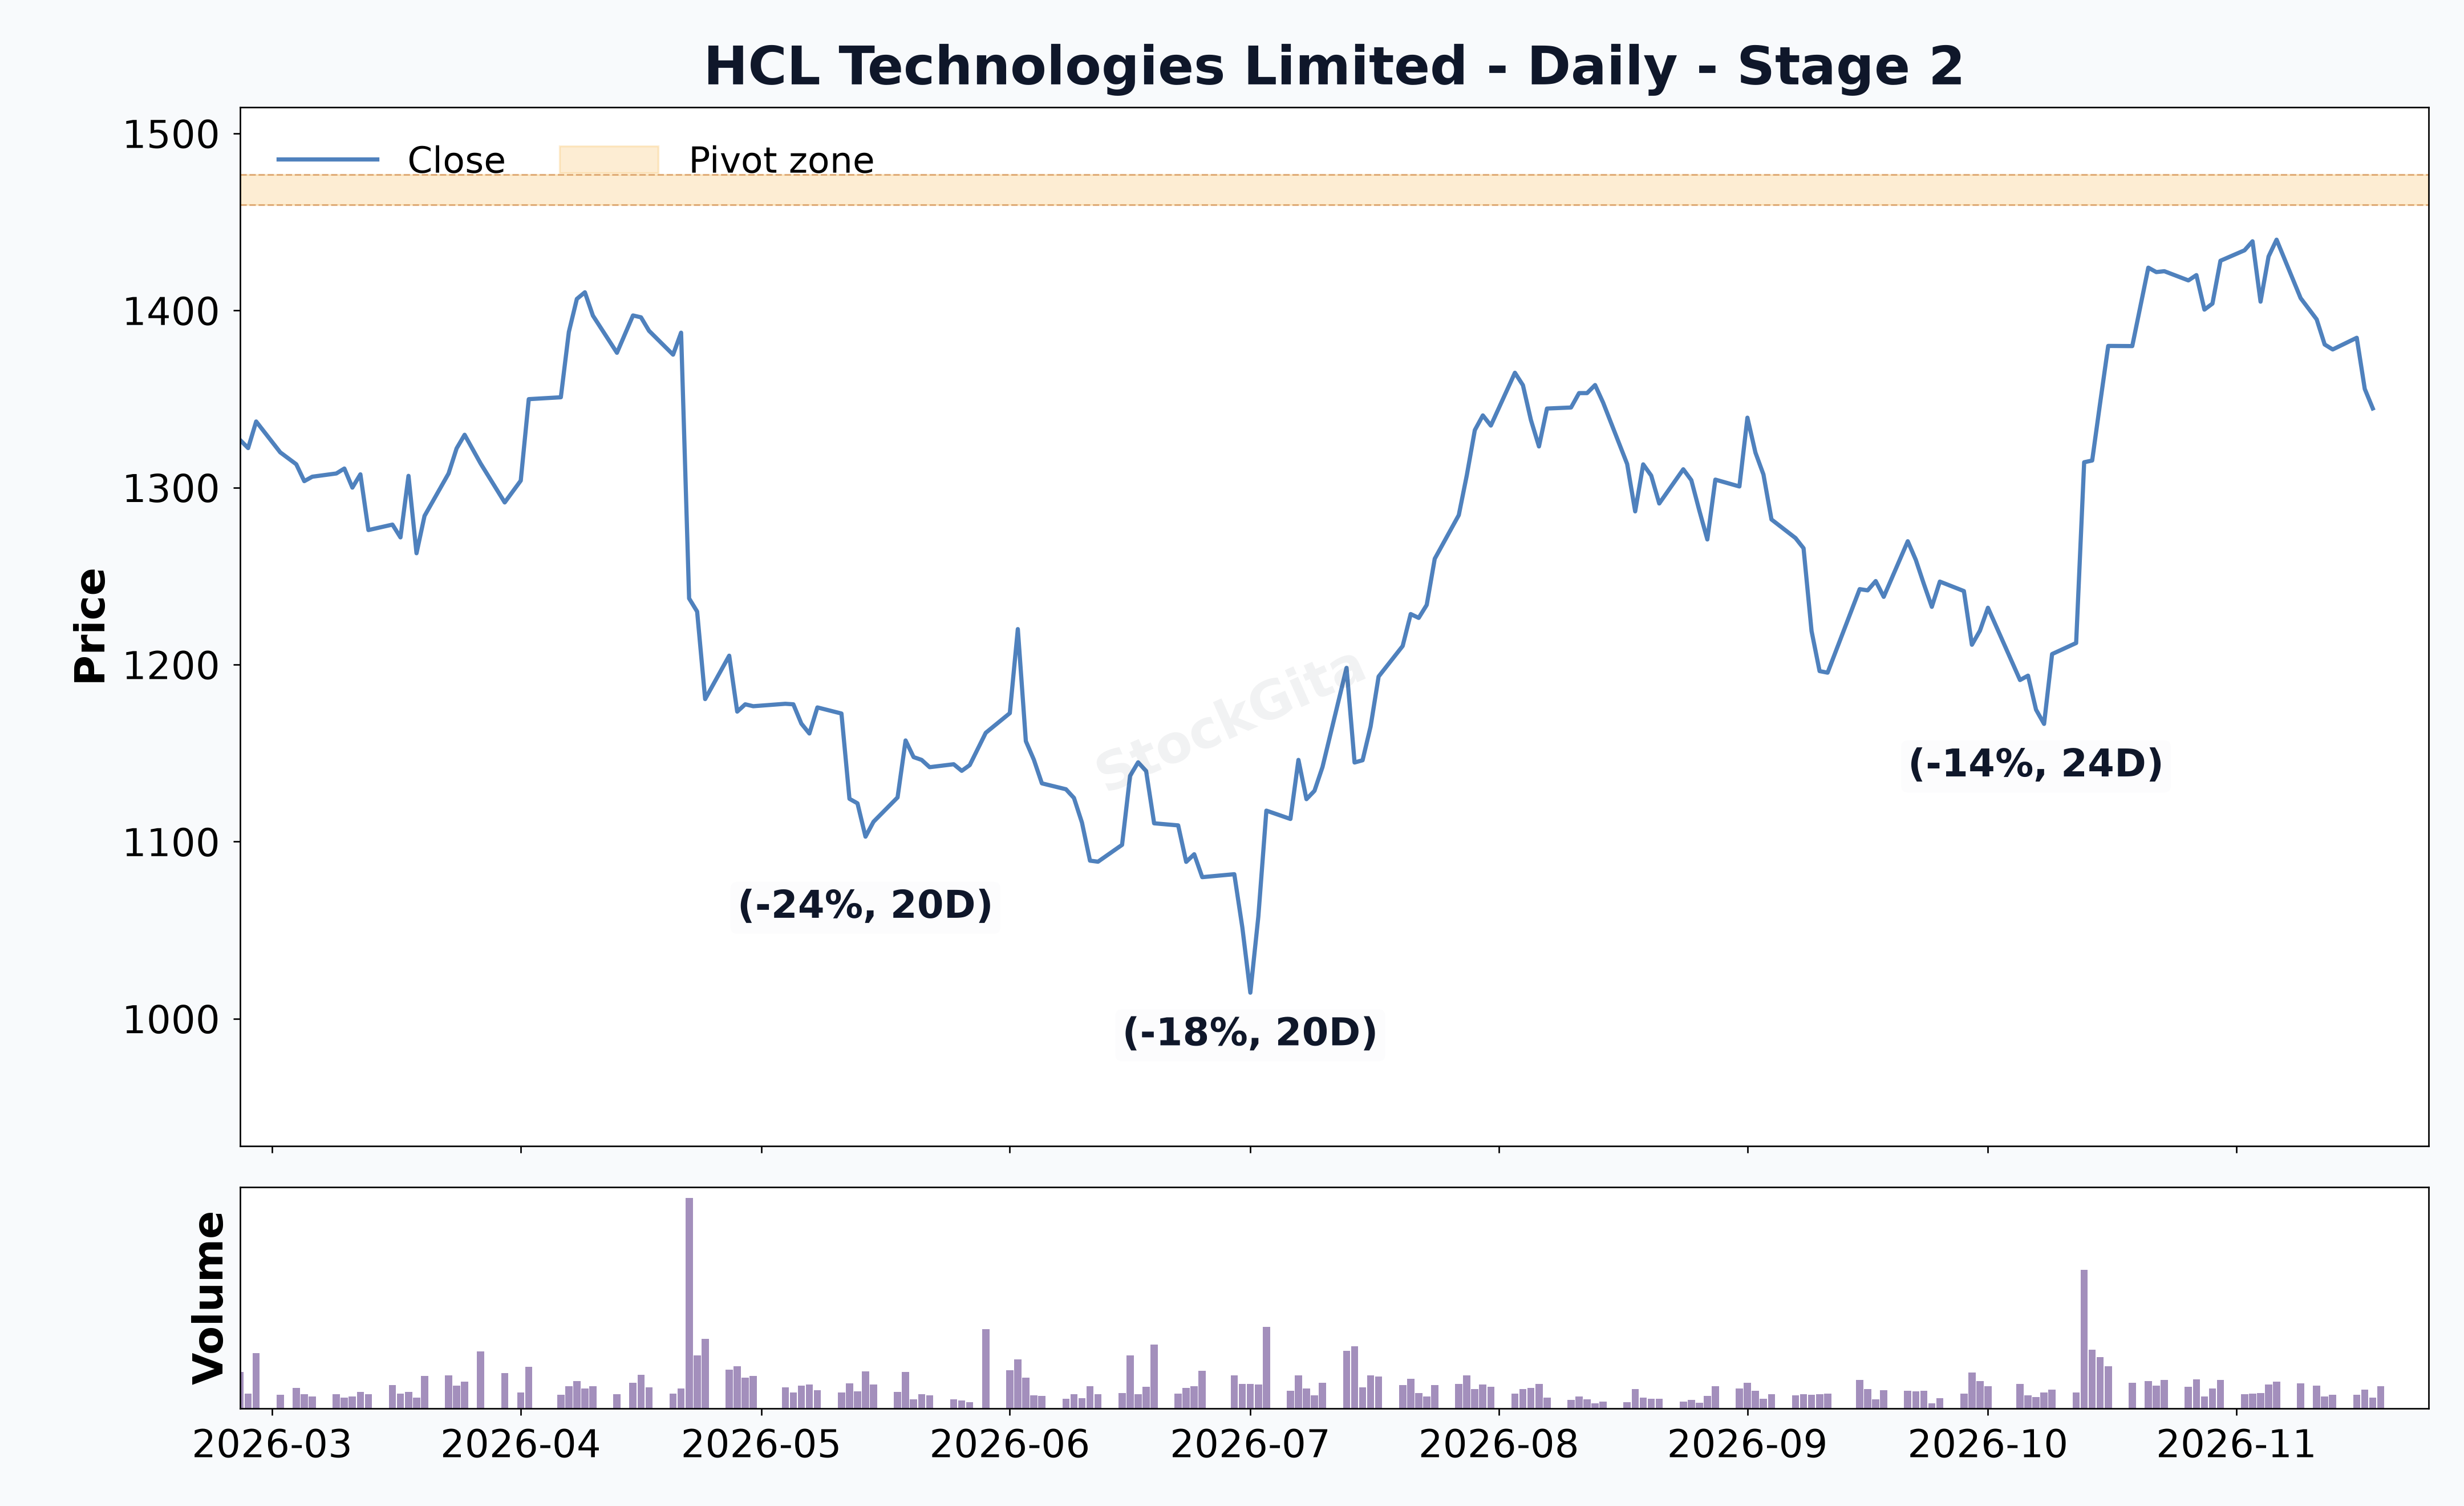 HCL Technologies Limited - Daily - Stage 2
Close
Pivot zone
Price
1500
1400
1300
1200
1100
1000
StockGita
(-24%, 20D)
(-18%, 20D)
(-14%, 24D)
Volume
2026-03
2026-04
2026-05
2026-06
2026-07
2026-08
2026-09
2026-10
2026-11